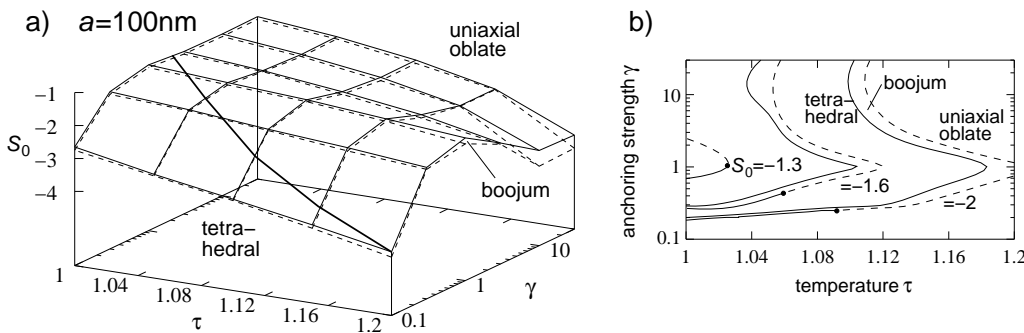 a) a=100nm
uniaxial
oblate
−1
−2
S0
−3
−4
boojum
tetra−
hedral
1
1.04
1.08
1.12
1.16
1.2
τ
0.1
1
10
γ
b)
anchoring strength γ
10
1
0.1
boojum
tetra−
hedral
uniaxial
oblate
S0=−1.3
=−1.6
=−2
1 1.04 1.08 1.12 1.16 1.2
temperature τ